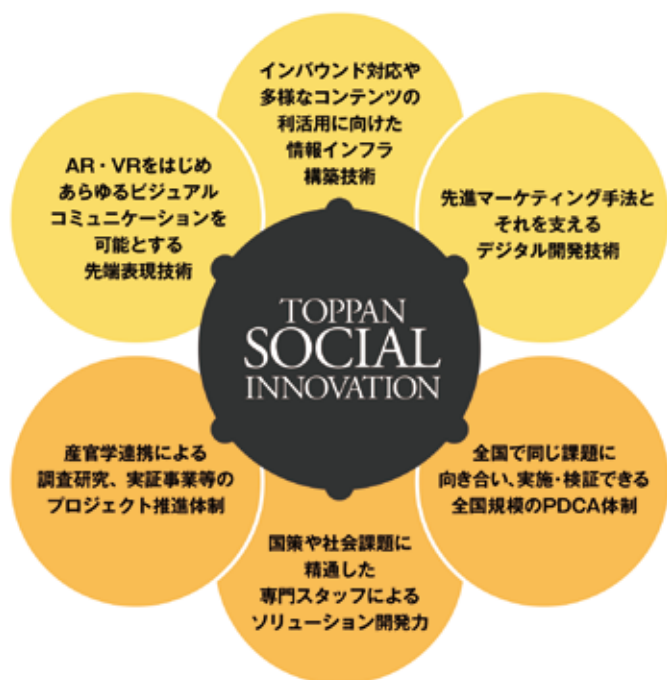 インバウンド対応や
多様なコンテンツの
利活用に向けた
情報インフラ
構築技術
AR・VRをはじめ
あらゆるビジュアル
コミュニケーションを
可能とする
先端表現技術
先進マーケティング手法と
それを支える
デジタル開発技術
TOPPAN
SOCIAL
INNOVATION
産官学連携による
調査研究、実証事業等の
プロジェクト推進体制
全国で同じ課題に
向き合い、実施・検証できる
全国規模のPDCA体制
国策や社会課題に
精通した
専門スタッフによる
ソリューション開発力